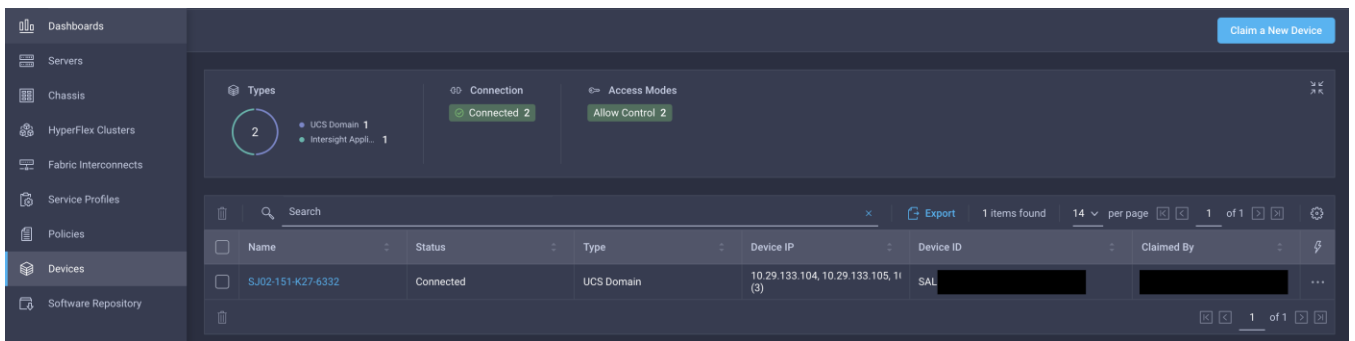 Dashboards
Claim a New Device
Servers
Chassis
HyperFlex Clusters
Fabric Interconnects
Service Profiles
Policies
Devices
Software Repository
Types
2
UCS Domain 1
Intersight Appli... 1
Connection
Connected 2
Access Modes
Allow Control 2
Search
Export
1 items found
14 per page
1 of 1
Name Status Type Device IP Device ID Claimed By
SJ02-151-K27-6332 Connected UCS Domain 10.29.133.104, 10.29.133.105, SAL
(3)
1 of 1